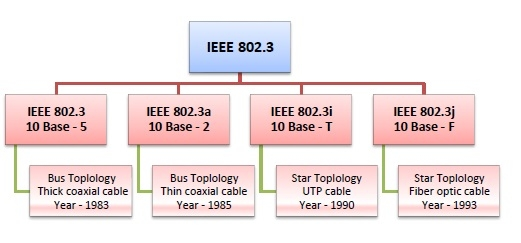 IEEE 802.3
IEEE 802.3
10 Base - 5
IEEE 802.3a
10 Base - 2
IEEE 802.3i
10 Base - T
IEEE 802.3j
10 Base - F
Bus Toplology
Thick coaxial cable
Year - 1983
Bus Toplology
Thin coaxial cable
Year - 1985
Star Toplology
UTP cable
Year - 1990
Star Toplology
Fiber optic cable
Year - 1993